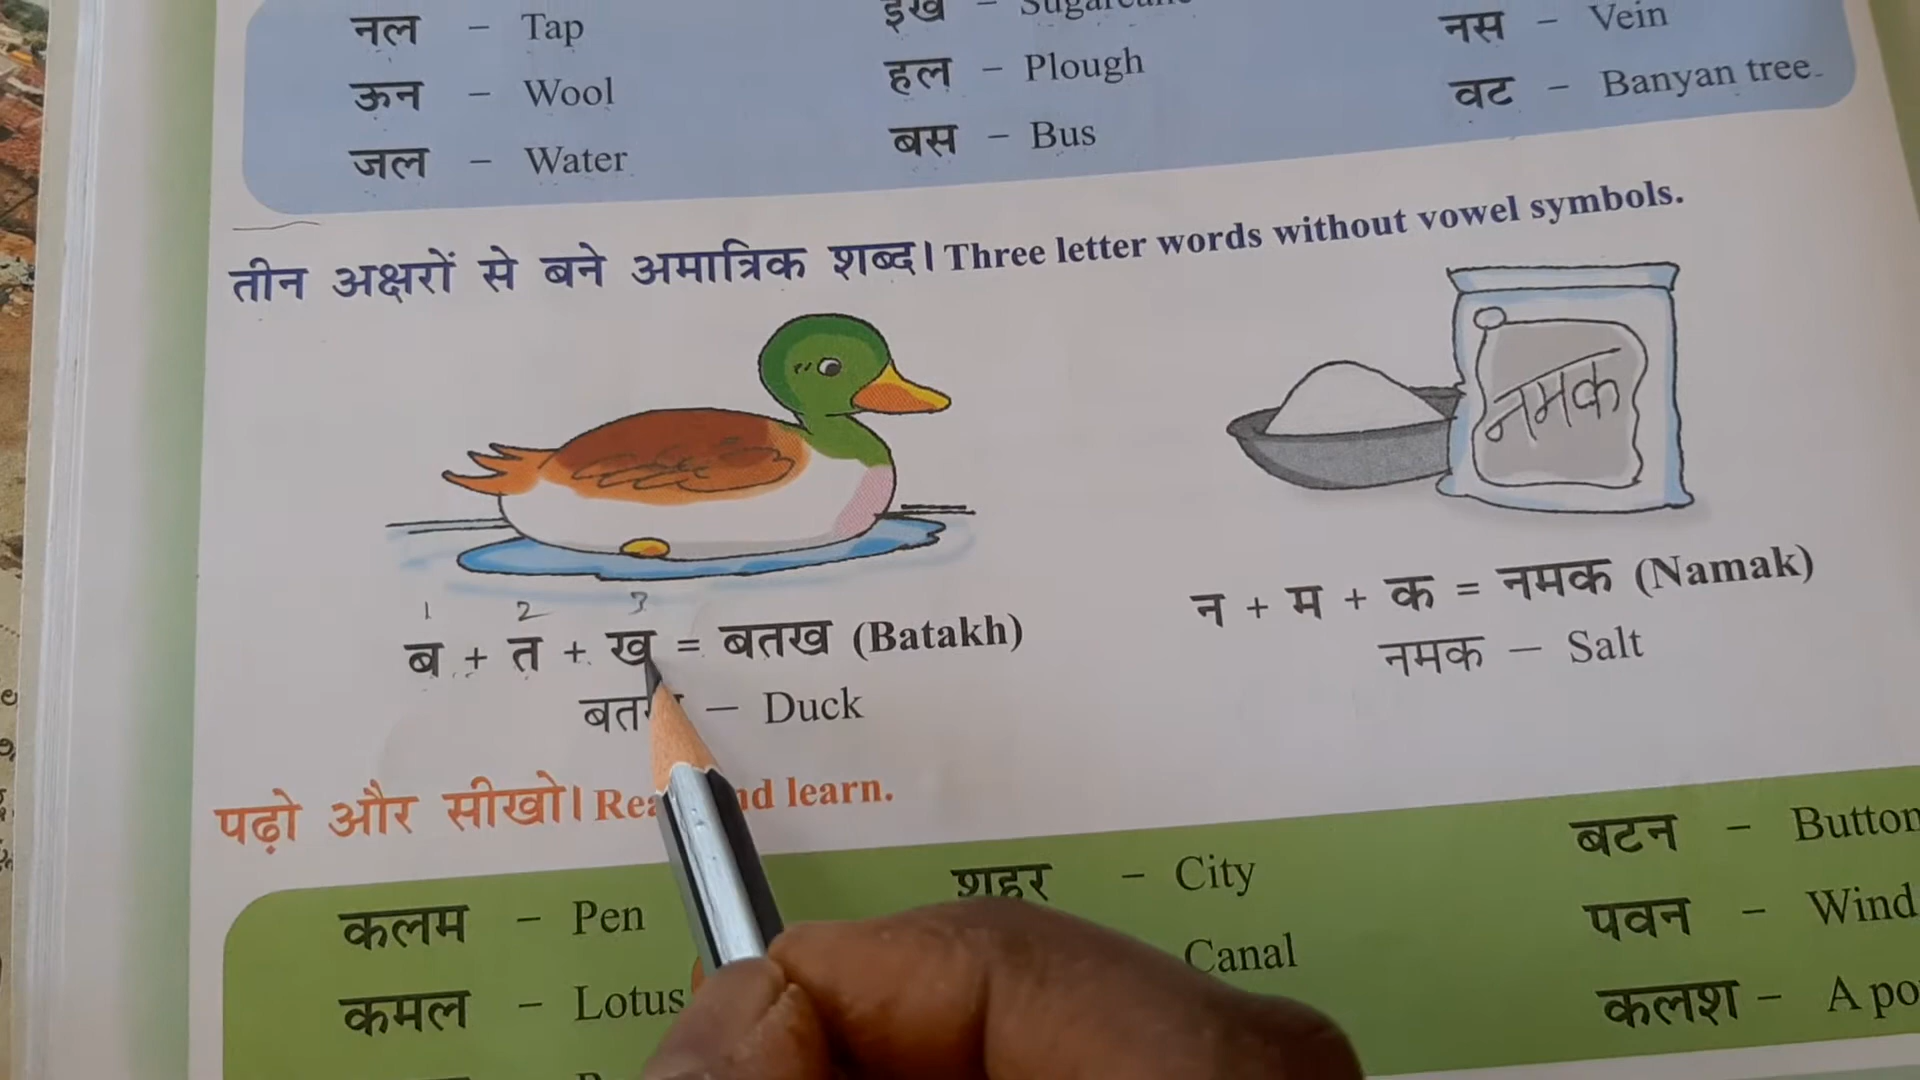 नल – Tap
ऊन – Wool
जल – Water
ईख –
हल – Plough
बस – Bus
नस – Vein
वट – Banyan tree
तीन अक्षरों से बने अमात्रिक शब्द। Three letter words without vowel symbols.
नमक
1 2 3
ब + त + ख = बतख (Batakh)
– Duck
न + म + क = नमक (Namak)
नमक – Salt
पढ़ो और सीखो। learn.
कलम – Pen
कमल – Lotus
शहर – City
Canal
बटन – Button
पवन – Wind
कलश – A